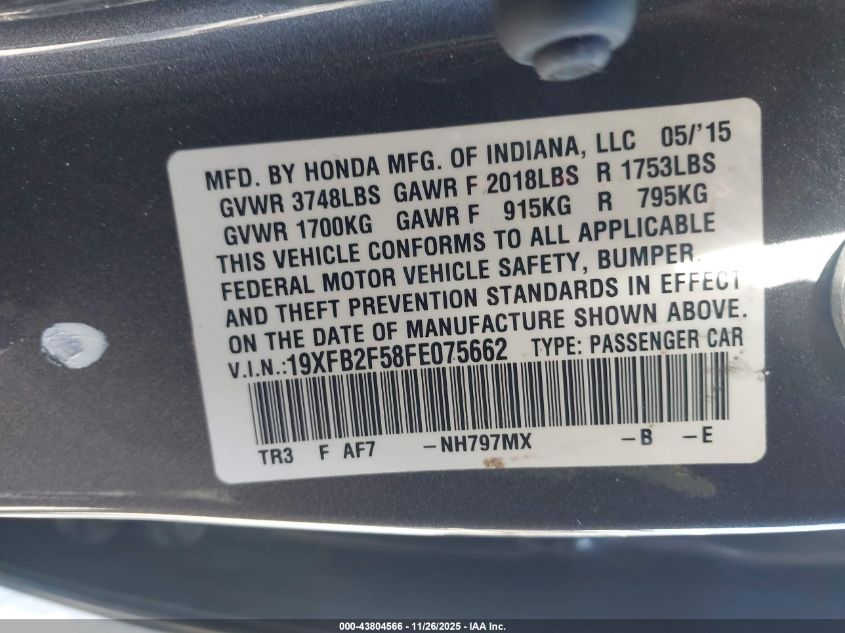 MFD. BY HONDA MFG. OF INDIANA, LLC 05/'15
GVWR 3748LBS GAWR F 2018LBS R 1753LBS
GVWR 1700KG GAWR F 915KG R 795KG
THIS VEHICLE CONFORMS TO ALL APPLICABLE
FEDERAL MOTOR VEHICLE SAFETY, BUMPER
AND THEFT PREVENTION STANDARDS IN EFFECT
ON THE DATE OF MANUFACTURE SHOWN ABOVE.
V.I.N.:19XFB2F58FE075662 TYPE: PASSENGER CAR
TR3 F AF7 -NH797MX -B -E
000-43804566 - 11/26/2025 - IAA Inc.